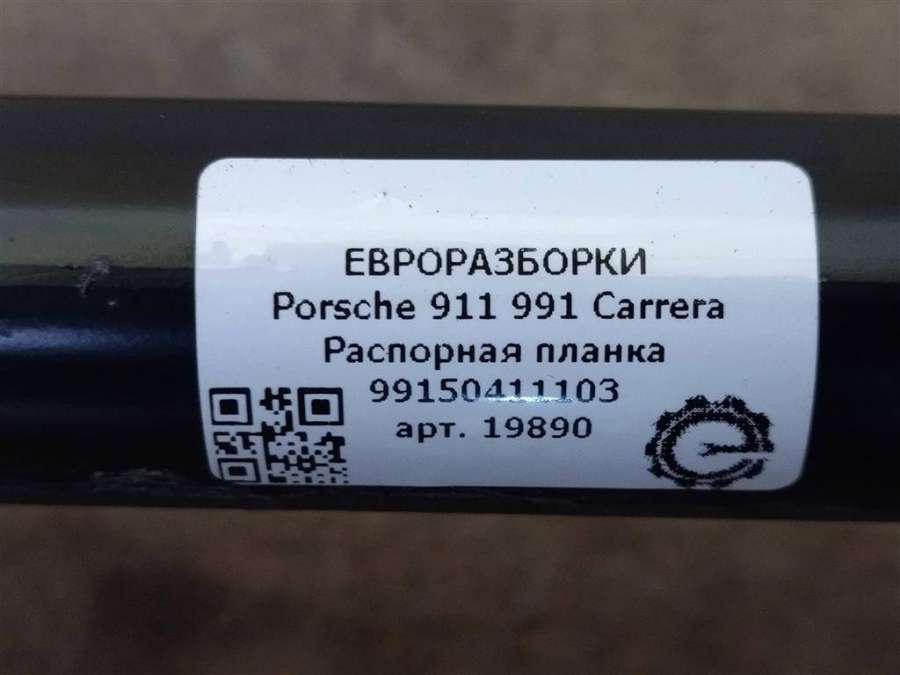 ЕВРОРАЗБОРКИ
Porsche 911 991 Carrera
Распорная планка
99150411103
арт. 19890